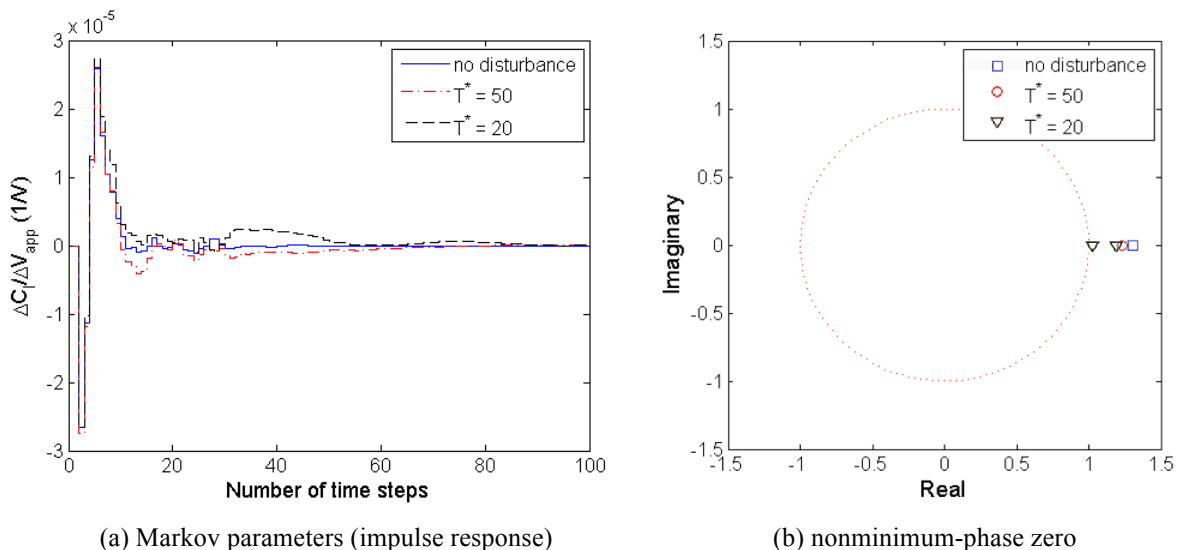 x 10⁻⁵
3
2
1
0
-1
-2
-3
ΔCₗ/ΔVₐₚₚ (1/V)
no disturbance
T* = 50
T* = 20
0 20 40 60 80 100
Number of time steps
(a) Markov parameters (impulse response)
1.5
1
0.5
0
-0.5
-1
-1.5
Imaginary
no disturbance
T* = 50
T* = 20
-1.5 -1 -0.5 0 0.5 1 1.5
Real
(b) nonminimum-phase zero